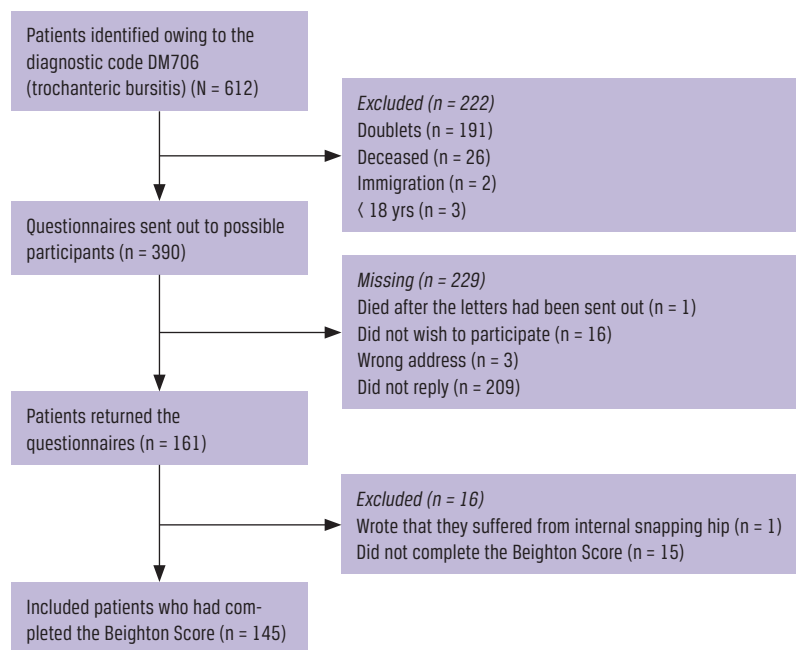 Patients identified owing to the
diagnostic code DM706
(trochanteric bursitis) (N = 612)
Excluded (n = 222)
Doublets (n = 191)
Deceased (n = 26)
Immigration (n = 2)
< 18 yrs (n = 3)
Questionnaires sent out to possible
participants (n = 390)
Missing (n = 229)
Died after the letters had been sent out (n = 1)
Did not wish to participate (n = 16)
Wrong address (n = 3)
Did not reply (n = 209)
Patients returned the
questionnaires (n = 161)
Excluded (n = 16)
Wrote that they suffered from internal snapping hip (n = 1)
Did not complete the Beighton Score (n = 15)
Included patients who had com-
pleted the Beighton Score (n = 145)